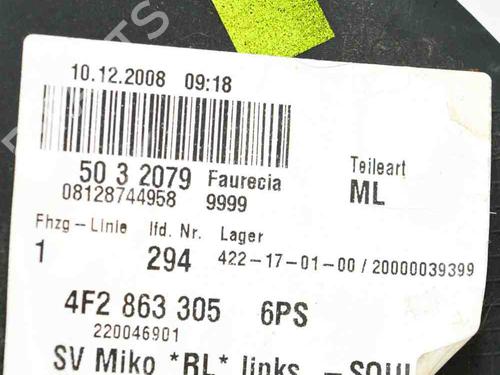 10.12.2008 09:18
50 3 2079 Faurecia
08128744958 9999
Teileart
ML
Fhzg-Linie lfd. Nr. Lager
1 294 422-17-01-00/20000039399
4F2 863 305 6PS
220046901
SV Miko *RL* links